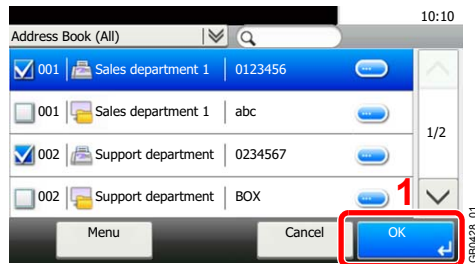 10:10
Address Book (All)
001 Sales department 1 0123456
001 Sales department 1 abc
1/2
002 Support department 0234567
002 Support department BOX
1
Menu Cancel OK
GB0428_01